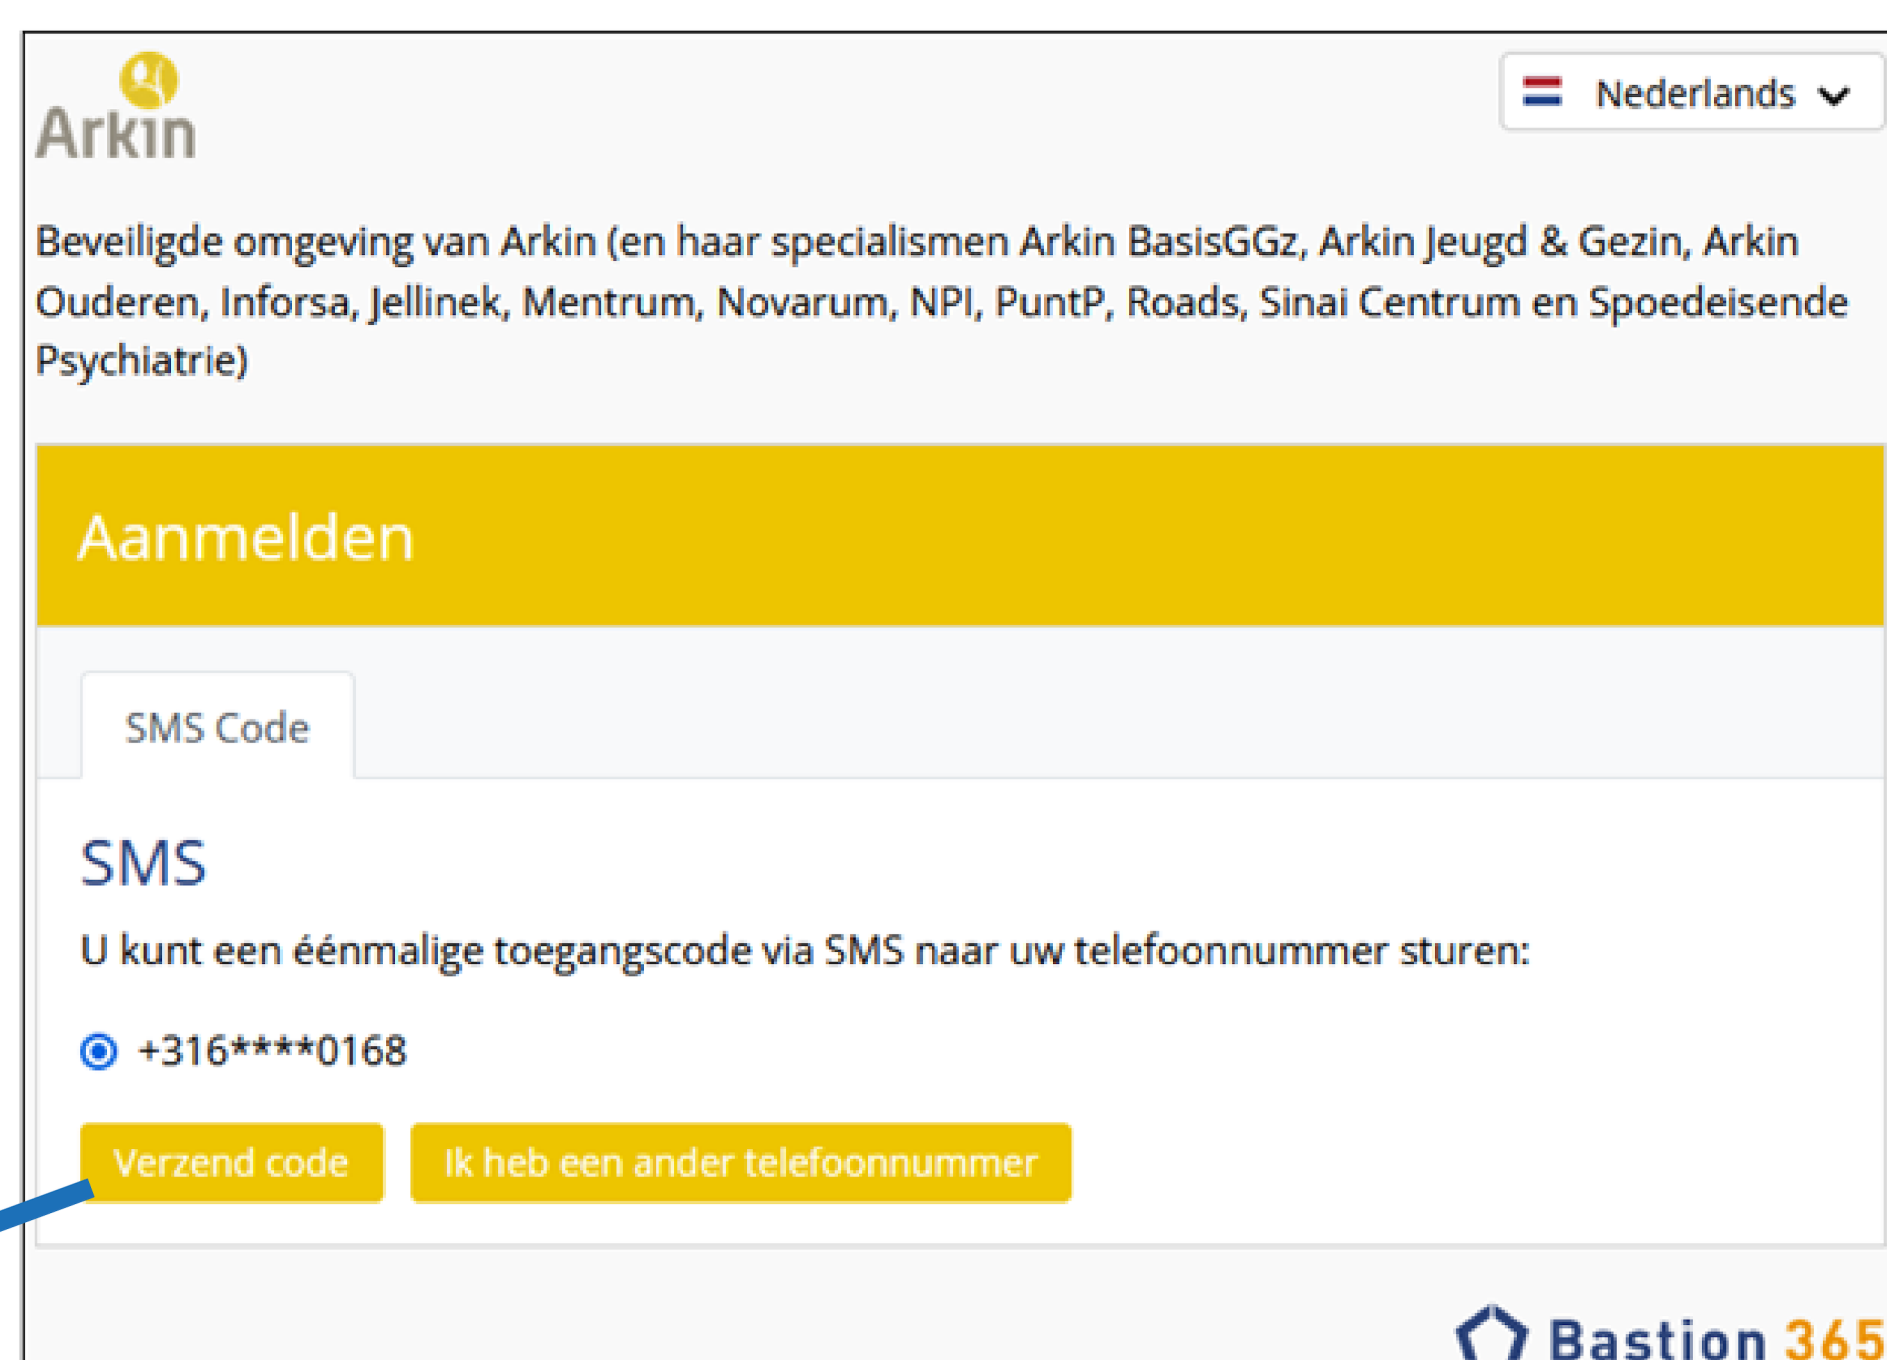 Arkin
Nederlands
Beveiligde omgeving van Arkin (en haar specialismen Arkin BasisGGz, Arkin Jeugd & Gezin, Arkin
Ouderen, Inforsa, Jellinek, Mentrum, Novarum, NPI, PuntP, Roads, Sinai Centrum en Spoedeisende
Psychiatrie)
Aanmelden
SMS Code
SMS
U kunt een éénmalige toegangscode via SMS naar uw telefoonnummer sturen:
+316****0168
Verzend code Ik heb een ander telefoonnummer
Bastion 365